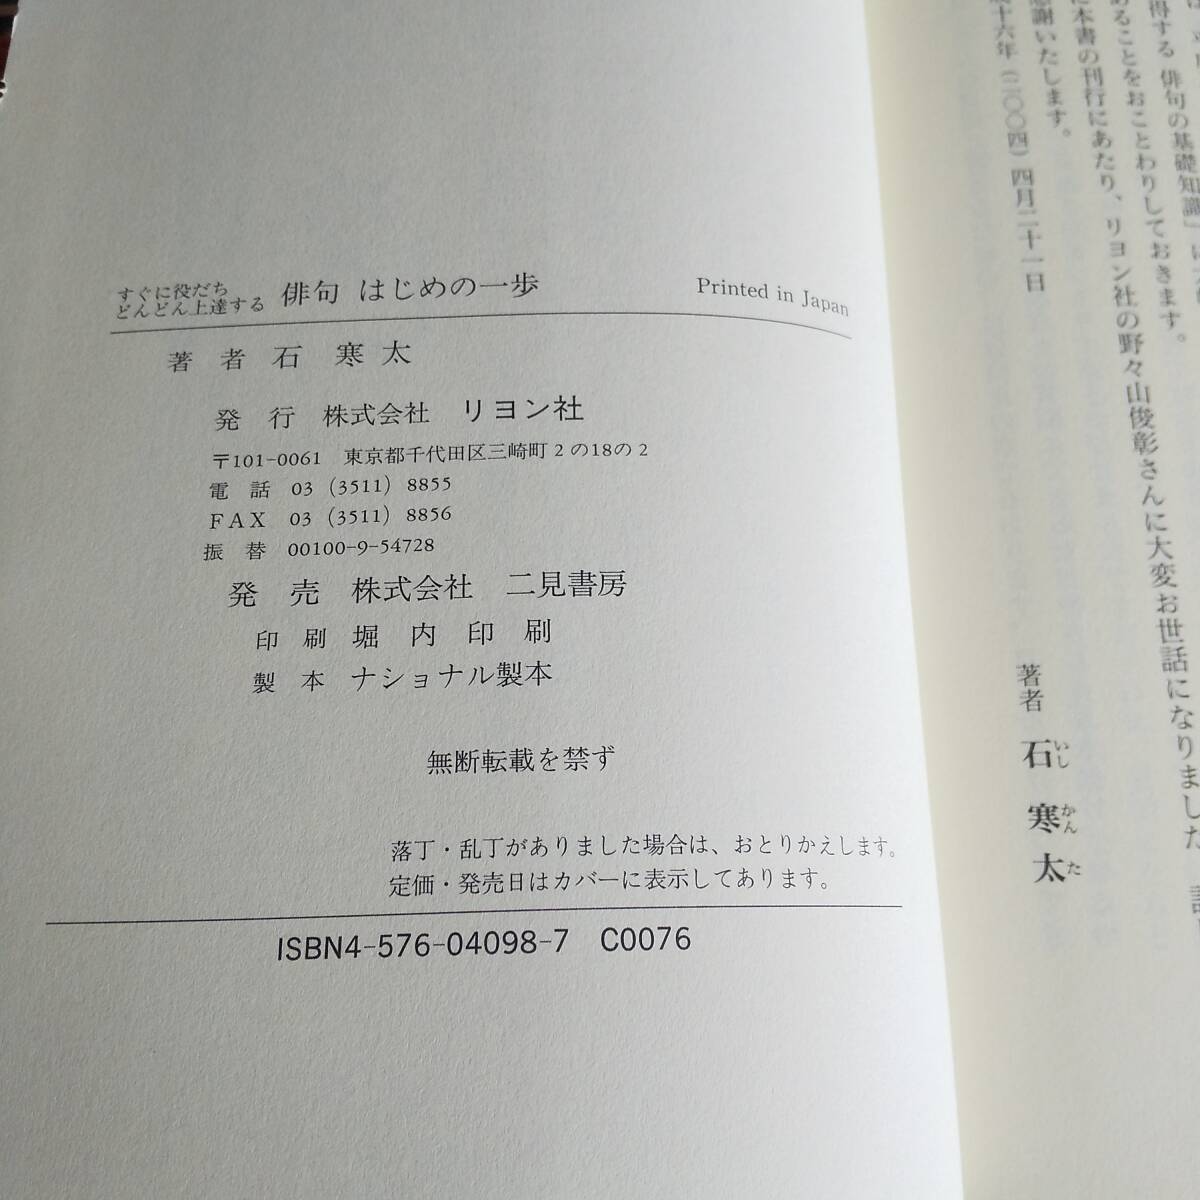 すぐに役だち
どんどん上達する 俳句 はじめの一歩
Printed in Japan
著 者 石 寒 太
発 行 株式会社 リヨン社
〒101-0061 東京都千代田区三崎町2の18の2
電 話 03 (3511) 8855
FAX 03 (3511) 8856
振 替 00100-9-54728
発 売 株式会社 二見書房
印 刷 堀 内 印 刷
製 本 ナショナル製本
無断転載を禁ず
落丁・乱丁がありました場合は、おとりかえします。
定価・発売日はカバーに表示してあります。
ISBN4-576-04098-7 C0076
得する 俳句の基礎知識』
あることをおことわりしておきます。
本書の刊行にあたり、リヨン社の野々山俊彰さんに大変お世話になりました
感謝いたします。
十六年(二〇〇四)四月二十一日
著者 石 寒 太
いし かん た